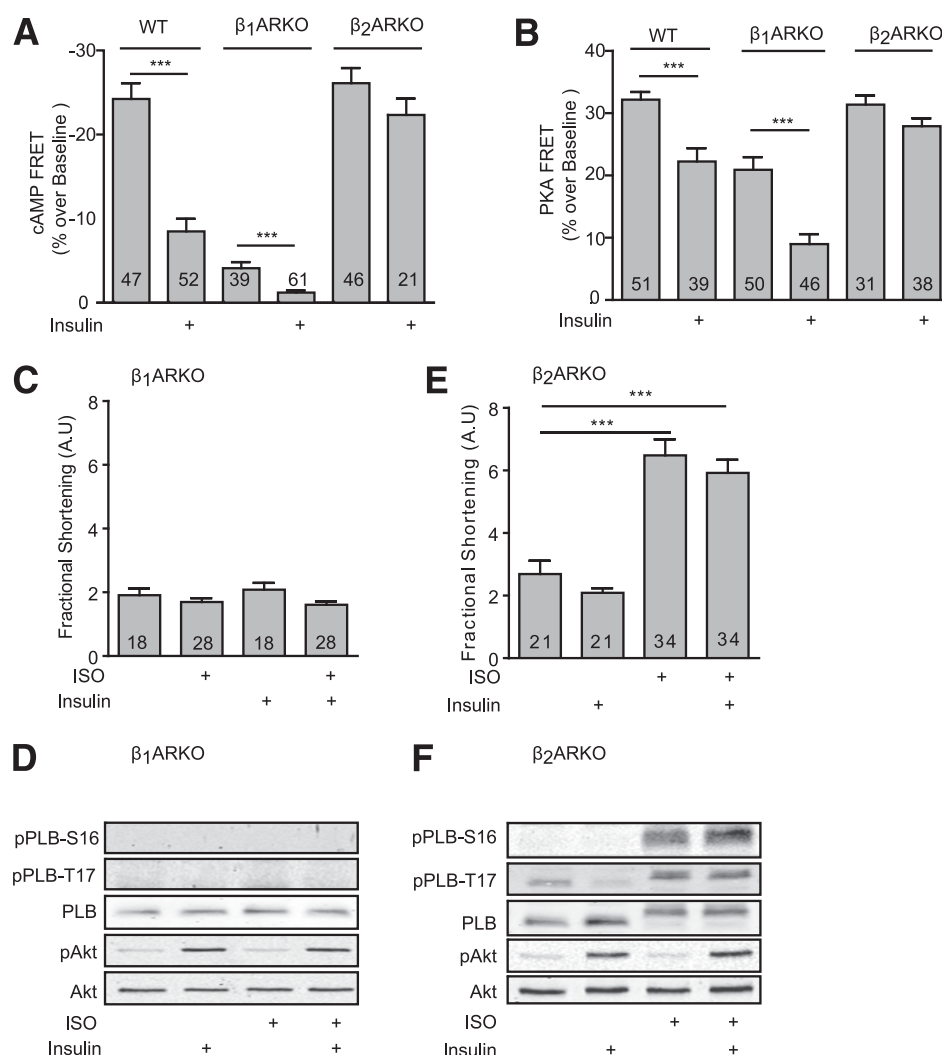 A
WT
β1ARKO
β2ARKO
cAMP FRET
(% over Baseline )
-30
-20
-10
0
***
***
47
52
39
61
46
21
Insulin
+
+
+
B
WT
β1ARKO
β2ARKO
PKA FRET
(% over Baseline)
40
30
20
10
0
***
***
51
39
50
46
31
38
Insulin
+
+
+
C
β1ARKO
Fractional Shortening (A.U)
8
6
4
2
0
18
28
18
28
ISO
+
+
Insulin
+
+
E
β2ARKO
Fractional Shortening (A.U)
8
6
4
2
0
***
***
21
21
34
34
ISO
+
+
Insulin
+
+
D
β1ARKO
pPLB-S16
pPLB-T17
PLB
pAkt
Akt
ISO
+
+
Insulin
+
+
F
β2ARKO
pPLB-S16
pPLB-T17
PLB
pAkt
Akt
ISO
+
+
Insulin
+
+